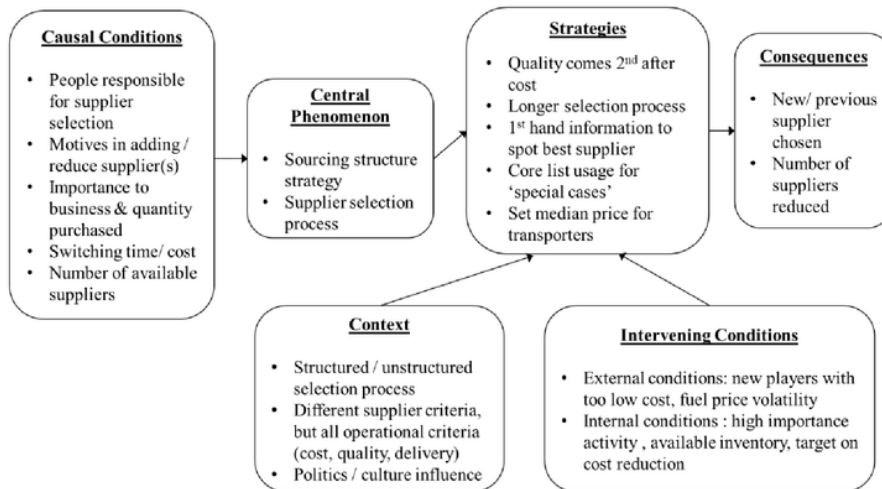 Causal Conditions
• People responsible
for supplier
selection
• Motives in adding /
reduce supplier(s)
• Importance to
business & quantity
purchased
• Switching time/ cost
• Number of available
suppliers
Central
Phenomenon
• Sourcing structure
strategy
• Supplier selection
process
Strategies
• Quality comes 2nd after
cost
• Longer selection process
• 1st hand information to
spot best supplier
• Core list usage for
‘special cases’
• Set median price for
transporters
Consequences
• New/ previous
supplier
chosen
• Number of
suppliers
reduced
Context
• Structured / unstructured
selection process
• Different supplier criteria,
but all operational criteria
(cost, quality, delivery)
• Politics / culture influence
Intervening Conditions
• External conditions: new players with
too low cost, fuel price volatility
• Internal conditions : high importance
activity , available inventory, target on
cost reduction